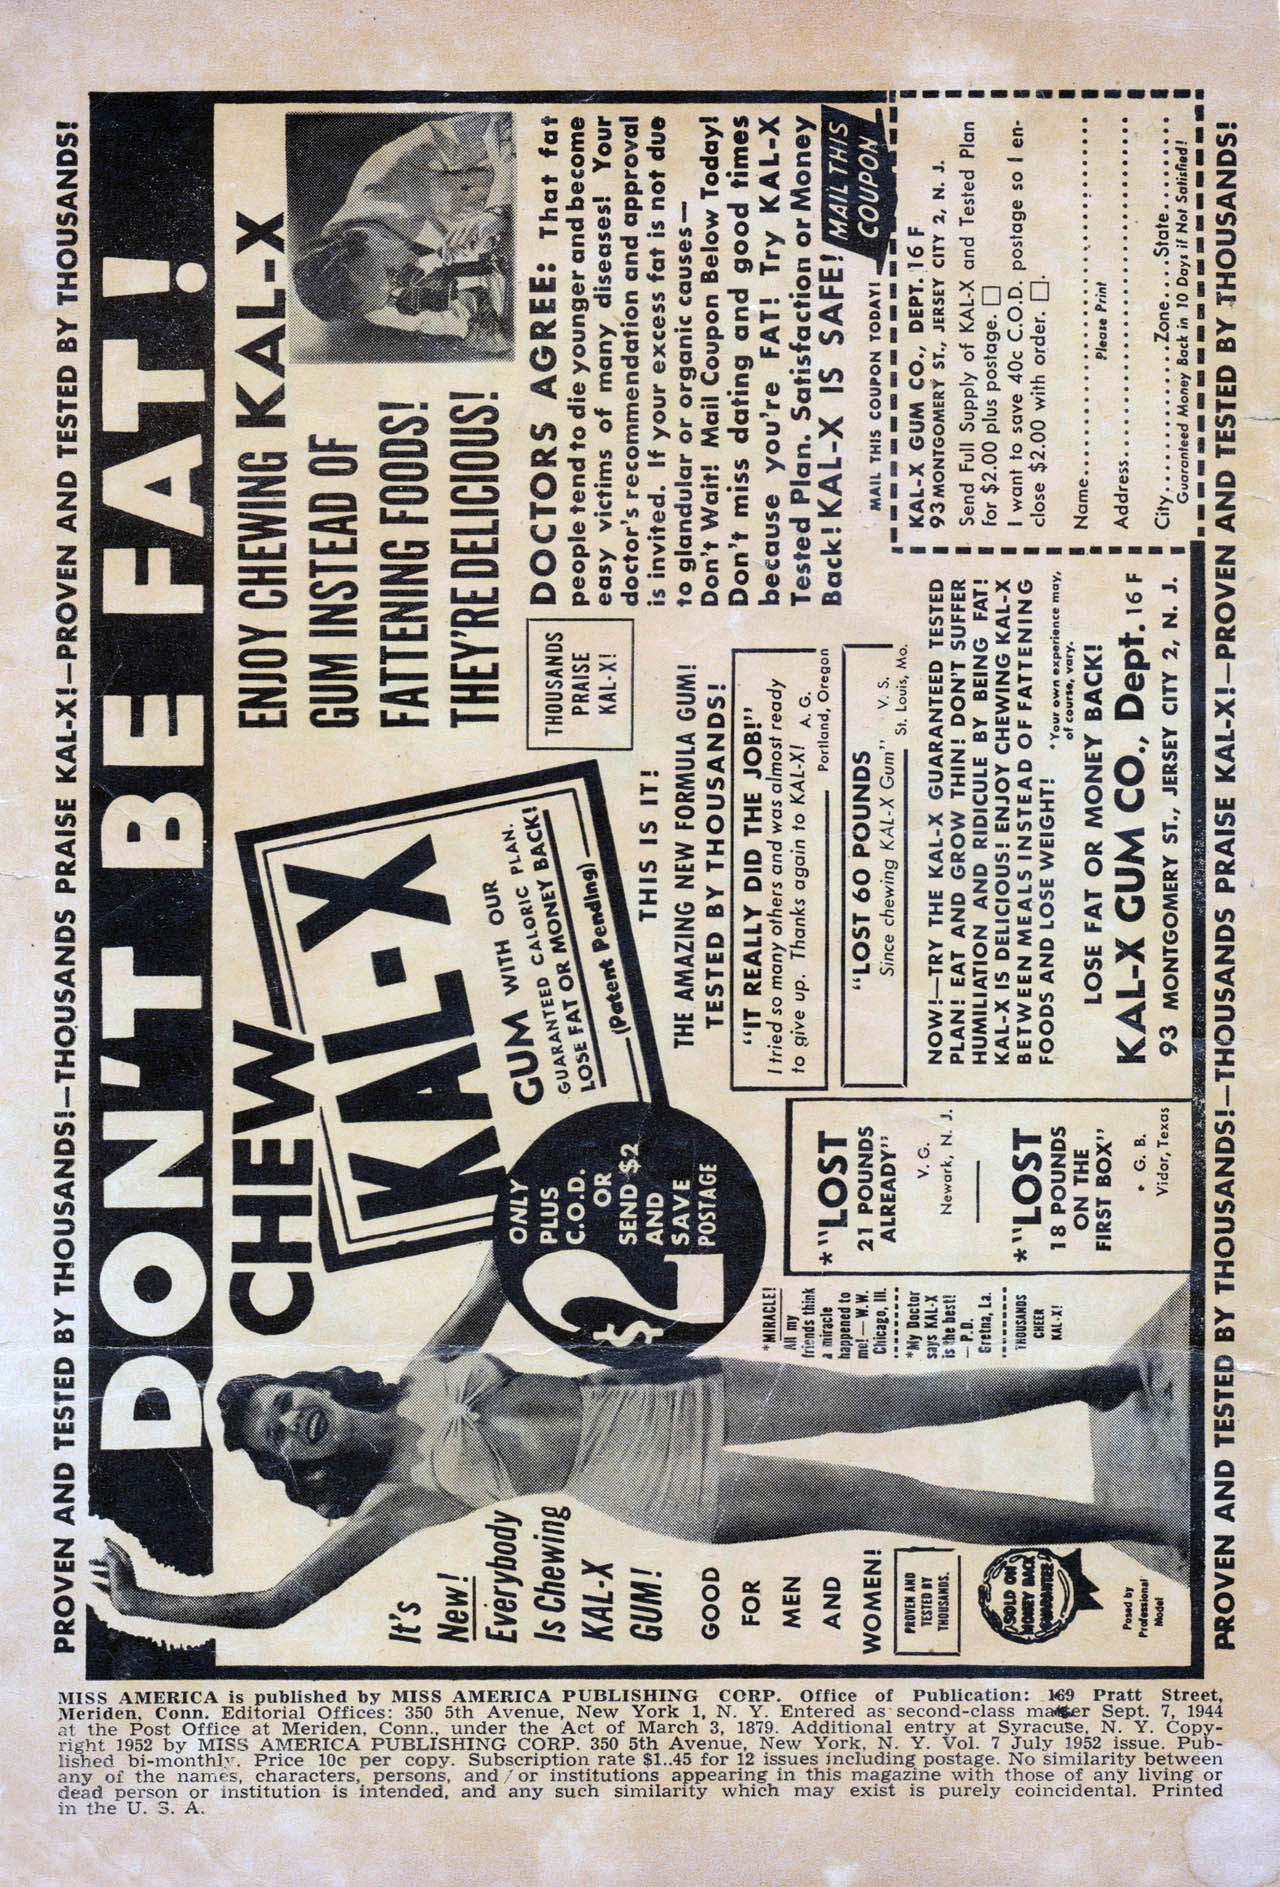 PROVEN AND TESTED BY THOUSANDS!—THOUSANDS PRAISE KAL-X!—PROVEN AND TESTED BY THOUSANDS!
DON'T BE FAT!
CHEW
KAL-X
GUM WITH OUR
GUARANTEED CALORIC PLAN.
LOSE FAT OR MONEY BACK!
(Patent Pending)
ONLY
$2
PLUS
C.O.D.
OR
SEND $2
AND
SAVE
POSTAGE
ENJOY CHEWING KAL-X
GUM INSTEAD OF
FATTENING FOODS!
THEY'RE DELICIOUS!
It's
New!
Everybody
Is Chewing
KAL-X
GUM!
GOOD
FOR
MEN
AND
WOMEN!
PROVEN AND
TESTED BY
THOUSANDS.
SOLD ON
MONEY BACK
GUARANTEE
Posed by
Professional
Model
*MIRACLE!
All my
friends think
a miracle
happened to
me! — W.W.
Chicago, Ill.
*My Doctor
says KAL-X
is the best!
— P.D.
Gretna, La.
THOUSANDS
CHEER
KAL-X!
*"LOST
21 POUNDS
ALREADY"
V. G.
Newark, N. J.
*"LOST
18 POUNDS
ON THE
FIRST BOX"
G. B.
Vidor, Texas
THIS IS IT!
THE AMAZING NEW FORMULA GUM!
TESTED BY THOUSANDS!
THOUSANDS
PRAISE
KAL-X!
"IT REALLY DID THE JOB!"
I tried so many others and was almost ready
to give up. Thanks again to KAL-X! A. G.
Portland, Oregon
"LOST 60 POUNDS
Since chewing KAL-X Gum" V. S.
St. Louis, Mo.
NOW!—TRY THE KAL-X GUARANTEED TESTED
PLAN! EAT AND GROW THIN! DON'T SUFFER
HUMILIATION AND RIDICULE BY BEING FAT!
KAL-X IS DELICIOUS! ENJOY CHEWING KAL-X
BETWEEN MEALS INSTEAD OF FATTENING
FOODS AND LOSE WEIGHT!
*Your own experience may,
of course, vary.
LOSE FAT OR MONEY BACK!
KAL-X GUM CO., Dept. 16 F
93 MONTGOMERY ST., JERSEY CITY 2, N. J.
DOCTORS AGREE: That fat
people tend to die younger and become
easy victims of many diseases! Your
doctor's recommendation and approval
is invited. If your excess fat is not due
to glandular or organic causes—
Don't Wait! Mail Coupon Below Today!
Don't miss dating and good times
because you're FAT! Try KAL-X
Tested Plan. Satisfaction or Money
Back! KAL-X IS SAFE!
MAIL THIS
COUPON
MAIL THIS COUPON TODAY!
KAL-X GUM CO., DEPT. 16 F
93 MONTGOMERY ST., JERSEY CITY 2, N. J.
Send Full Supply of KAL-X and Tested Plan
for $2.00 plus postage. □
I want to save 40c C.O.D. postage so I en-
close $2.00 with order. □
Name
Please Print
Address
City Zone State
Guaranteed Money Back in 10 Days if Not Satisfied!
PROVEN AND TESTED BY THOUSANDS!—THOUSANDS PRAISE KAL-X!—PROVEN AND TESTED BY THOUSANDS!
MISS AMERICA is published by MISS AMERICA PUBLISHING CORP. Office of Publication: 169 Pratt Street,
Meriden, Conn. Editorial Offices: 350 5th Avenue, New York 1, N. Y. Entered as second-class matter Sept. 7, 1944
at the Post Office at Meriden, Conn., under the Act of March 3, 1879. Additional entry at Syracuse, N. Y. Copy-
right 1952 by MISS AMERICA PUBLISHING CORP. 350 5th Avenue, New York, N. Y. Vol. 7 July 1952 issue. Pub-
lished bi-monthly. Price 10c per copy. Subscription rate $1.45 for 12 issues including postage. No similarity between
any of the names, characters, persons, and/or institutions appearing in this magazine with those of any living or
dead person or institution is intended, and any such similarity which may exist is purely coincidental. Printed
in the U. S. A.